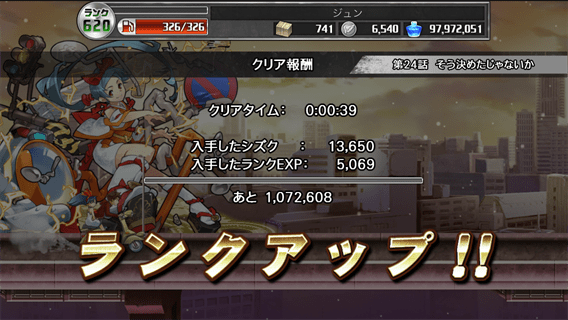 ランク
620
326/326
ジュン
741
6,540
97,972,051
クリア報酬
第24話 そう決めたじゃないか
クリアタイム: 0:00:39
入手したシズク : 13,650
入手したランクEXP: 5,069
あと 1,072,608
ランクアップ!!